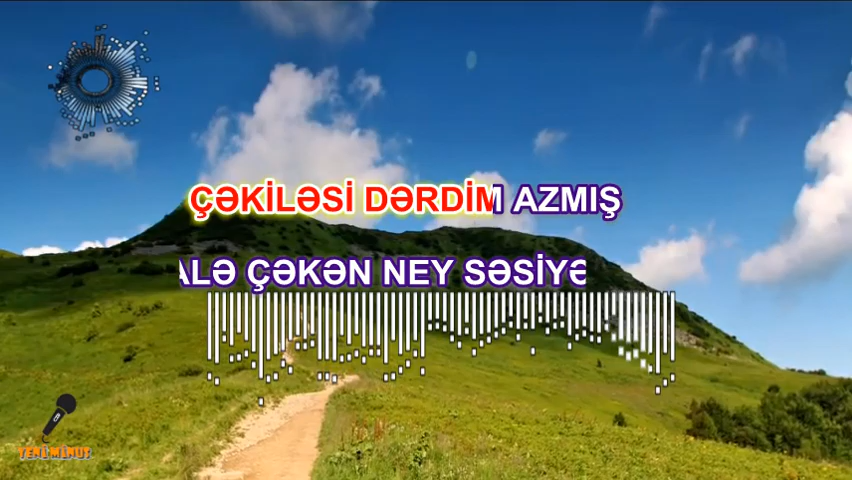 ÇƏKİLƏSİ DƏRDİM AZMIŞ
ALƏ ÇƏKƏN NEY SƏSİYƏ
YENİ MİNUS